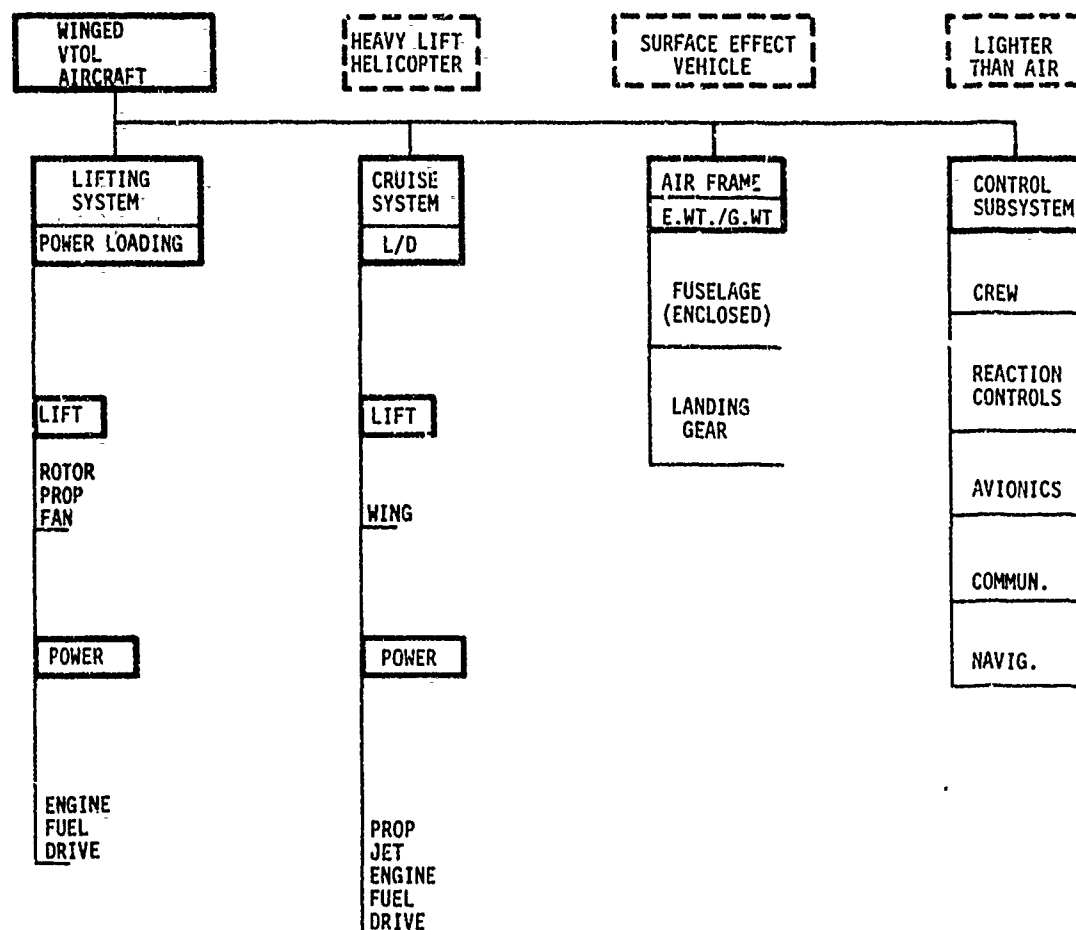 WINGED
VTOL
AIRCRAFT
HEAVY LIFT
HELICOPTER
SURFACE EFFECT
VEHICLE
LIGHTER
THAN AIR
LIFTING
SYSTEM
POWER LOADING
CRUISE
SYSTEM
L/D
AIR FRAME
E.WT./G.WT
CONTROL
SUBSYSTEM
LIFT
ROTOR
PROP
FAN
POWER
ENGINE
FUEL
DRIVE
LIFT
WING
POWER
PROP
JET
ENGINE
FUEL
DRIVE
FUSELAGE
(ENCLOSED)
LANDING
GEAR
CREW
REACTION
CONTROLS
AVIONICS
COMMUN.
NAVIG.